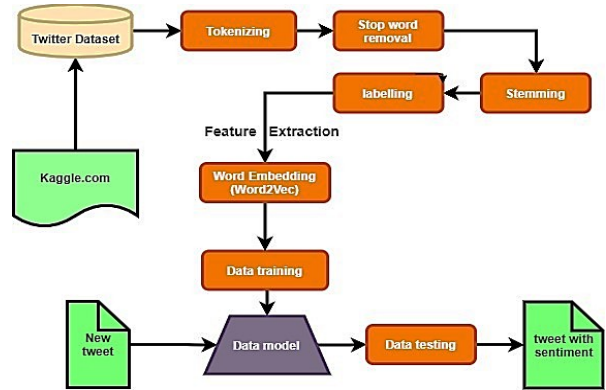 Twitter Dataset
Tokenizing
Stop word
removal
labelling
Stemming
Feature Extraction
Kaggle.com
Word Embedding
(Word2Vec)
Data training
New
tweet
Data model
Data testing
tweet with
sentiment